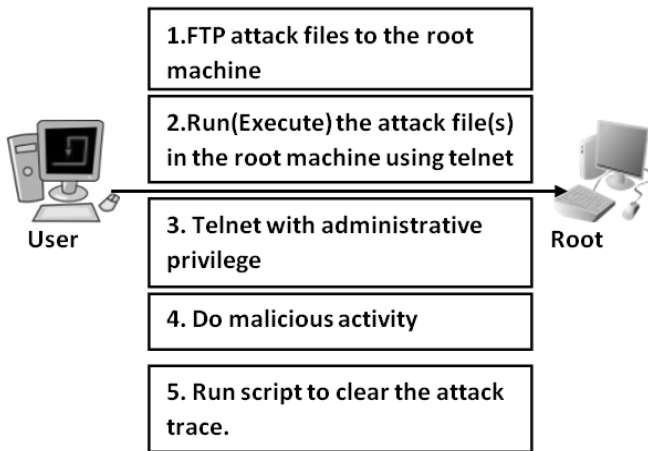 1.FTP attack files to the root
machine
2.Run(Execute) the attack file(s)
in the root machine using telnet
User
Root
3. Telnet with administrative
privilege
4. Do malicious activity
5. Run script to clear the attack
trace.